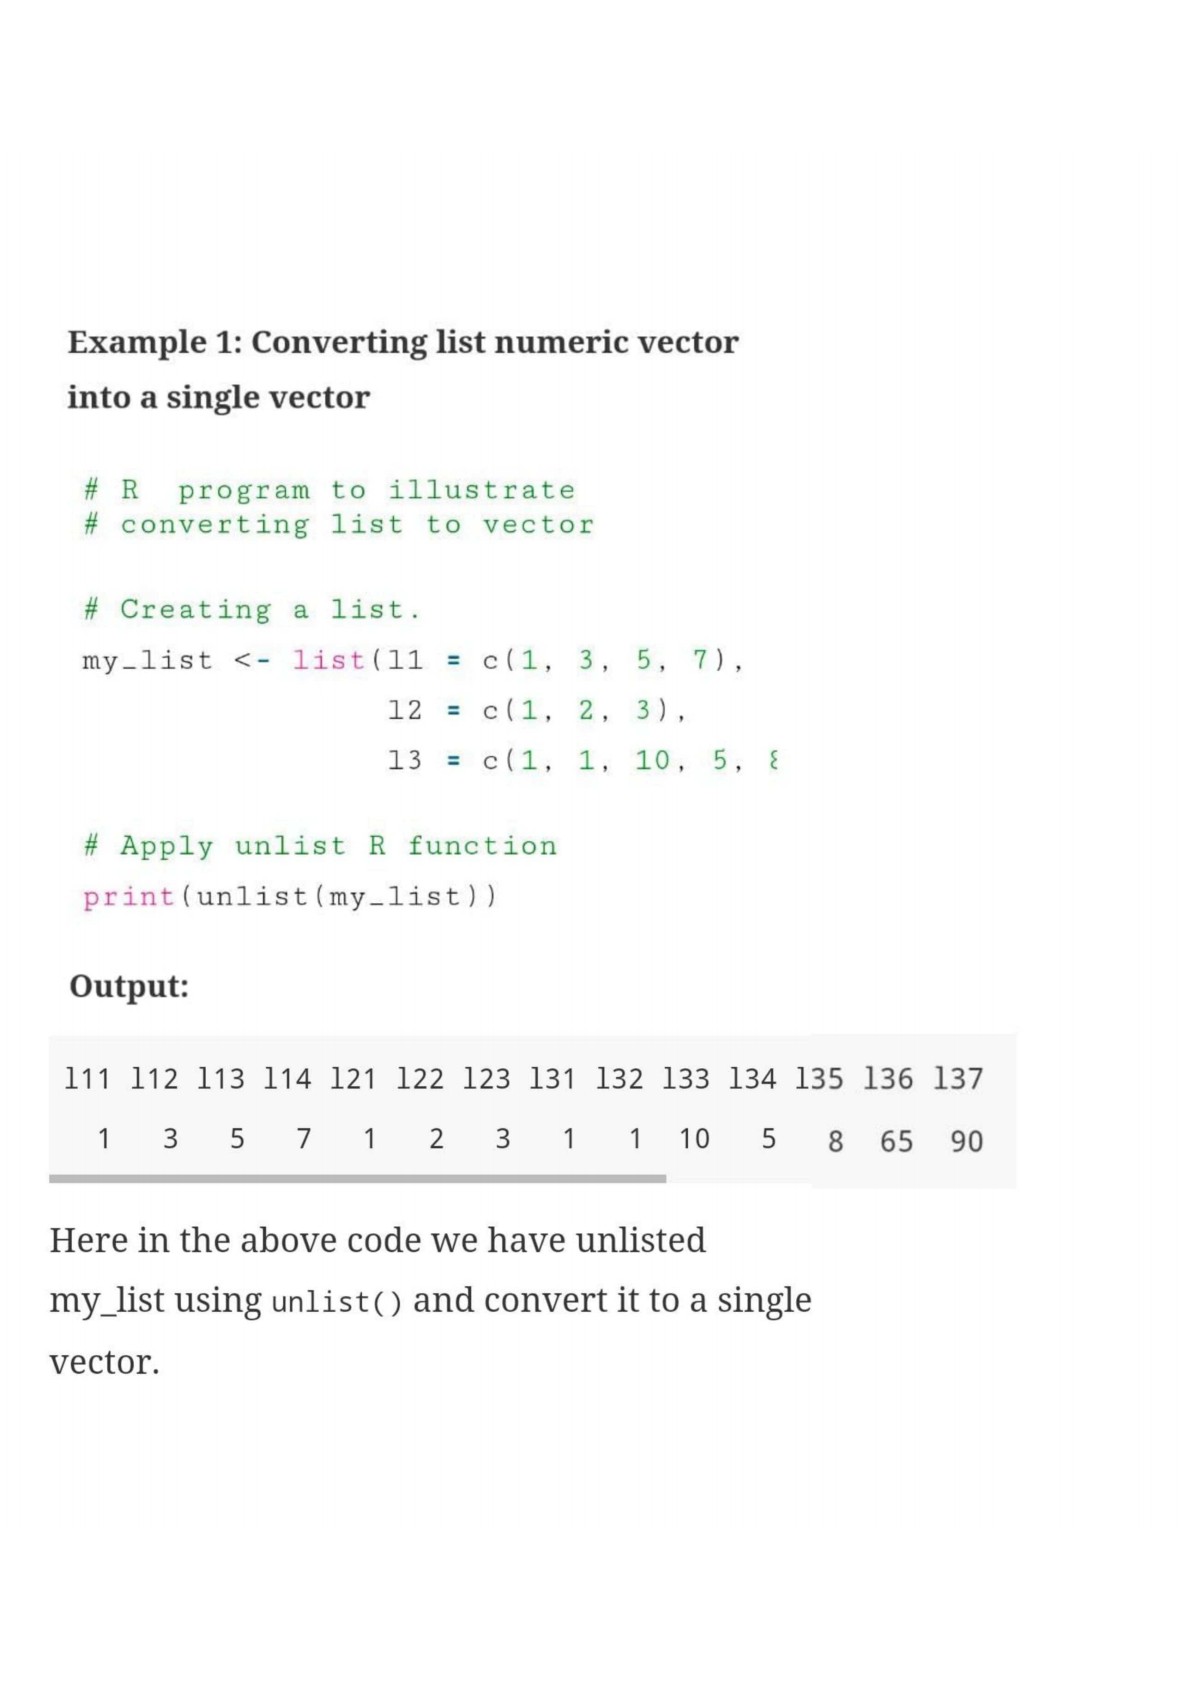 Example 1: Converting list numeric vector
into a single vector
# R  program to illustrate
# converting list to vector
# Creating a list.
my_list <- list(l1 = c(1, 3, 5, 7),
                l2 = c(1, 2, 3),
                l3 = c(1, 1, 10, 5,
# Apply unlist R function
print(unlist(my_list))
Output:
l11 l12 l13 l14 l21 l22 l23 l31 l32 l33 l34 l35 l36 l37
1 3 5 7 1 2 3 1 1 10 5 8 65 90
Here in the above code we have unlisted
my_list using unlist() and convert it to a single
vector.